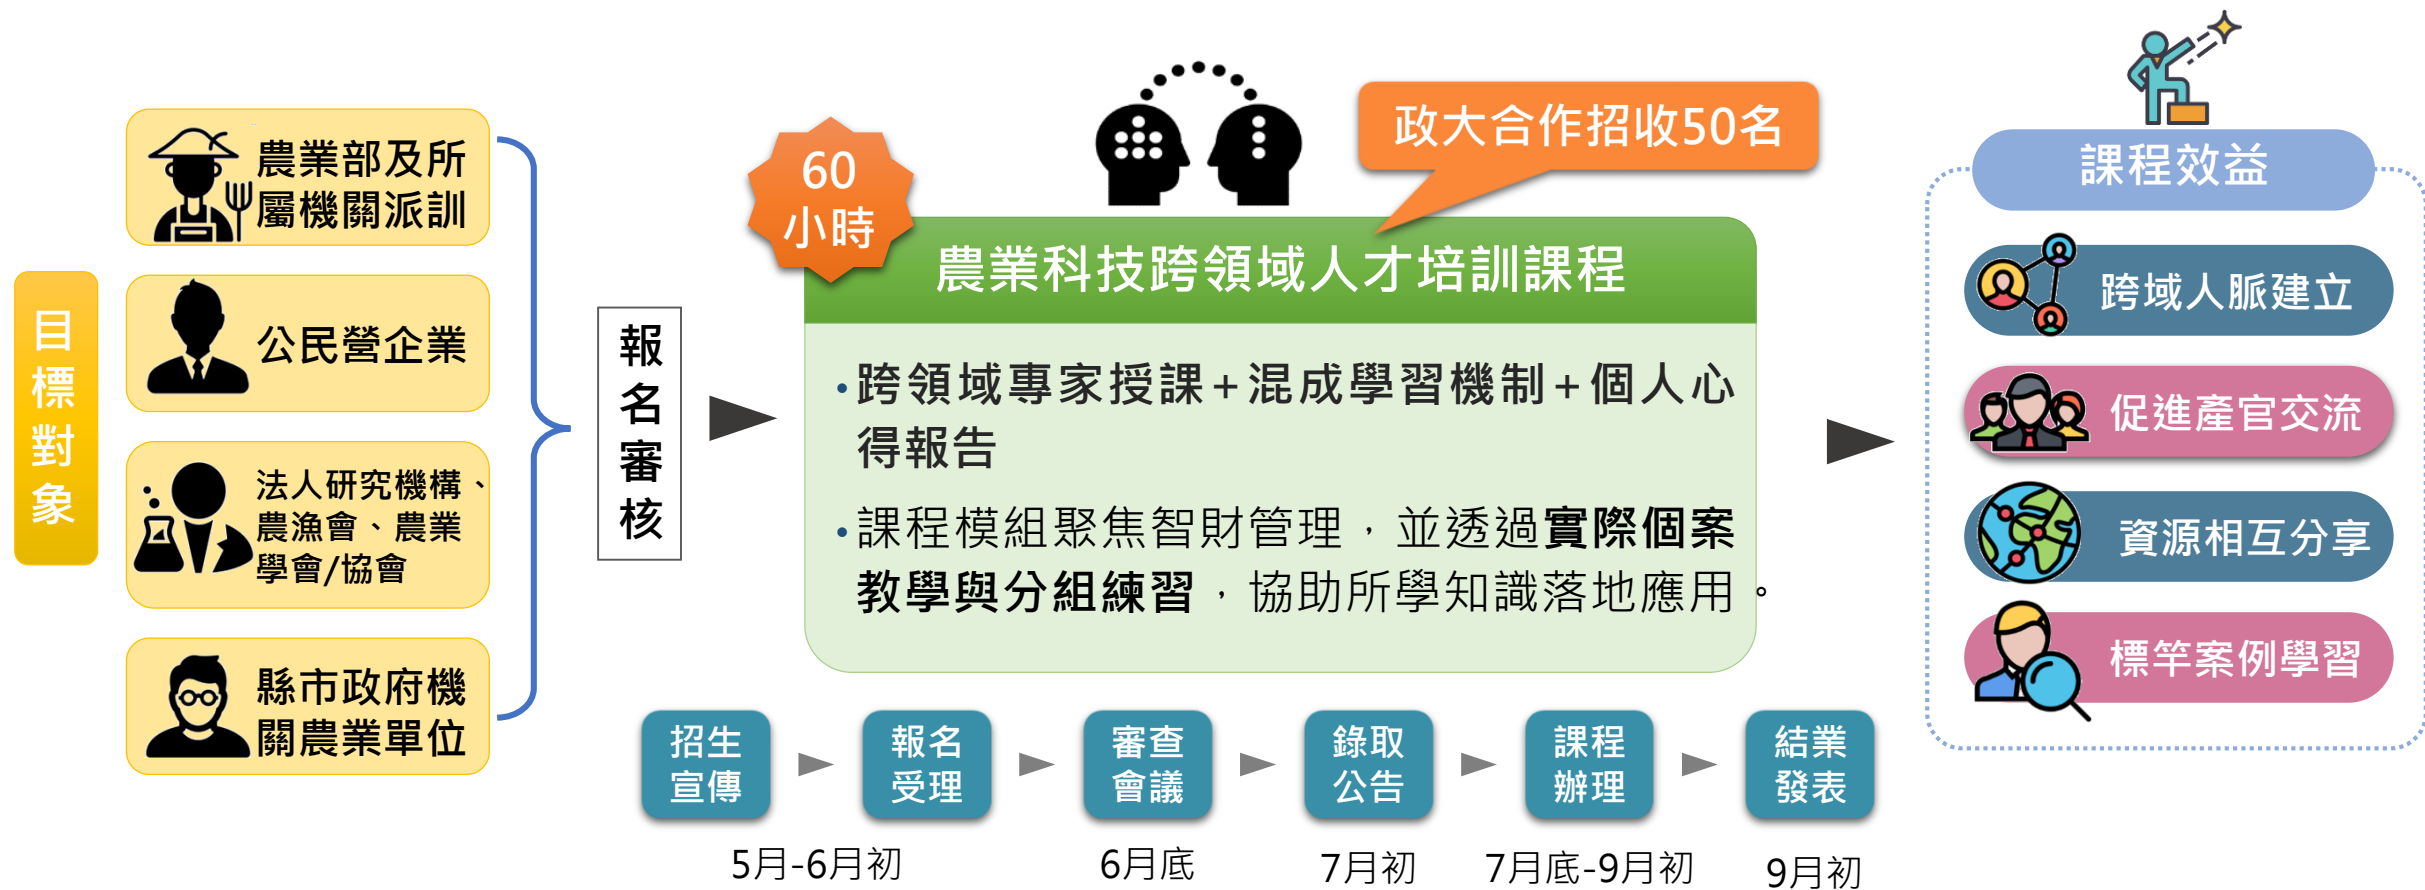 目標對象
農業部及所
屬機關派訓
公民營企業
法人研究機構、
農漁會、農業
學會/協會
縣市政府機
關農業單位
報名審核
60
小時
政大合作招收50名
農業科技跨領域人才培訓課程
•跨領域專家授課+混成學習機制+個人心
得報告
•課程模組聚焦智財管理，並透過實際個案
教學與分組練習，協助所學知識落地應用。
招生
宣傳
報名
受理
審查
會議
錄取
公告
課程
辦理
結業
發表
5月-6月初
6月底
7月初
7月底-9月初
9月初
課程效益
跨域人脈建立
促進產官交流
資源相互分享
標竿案例學習